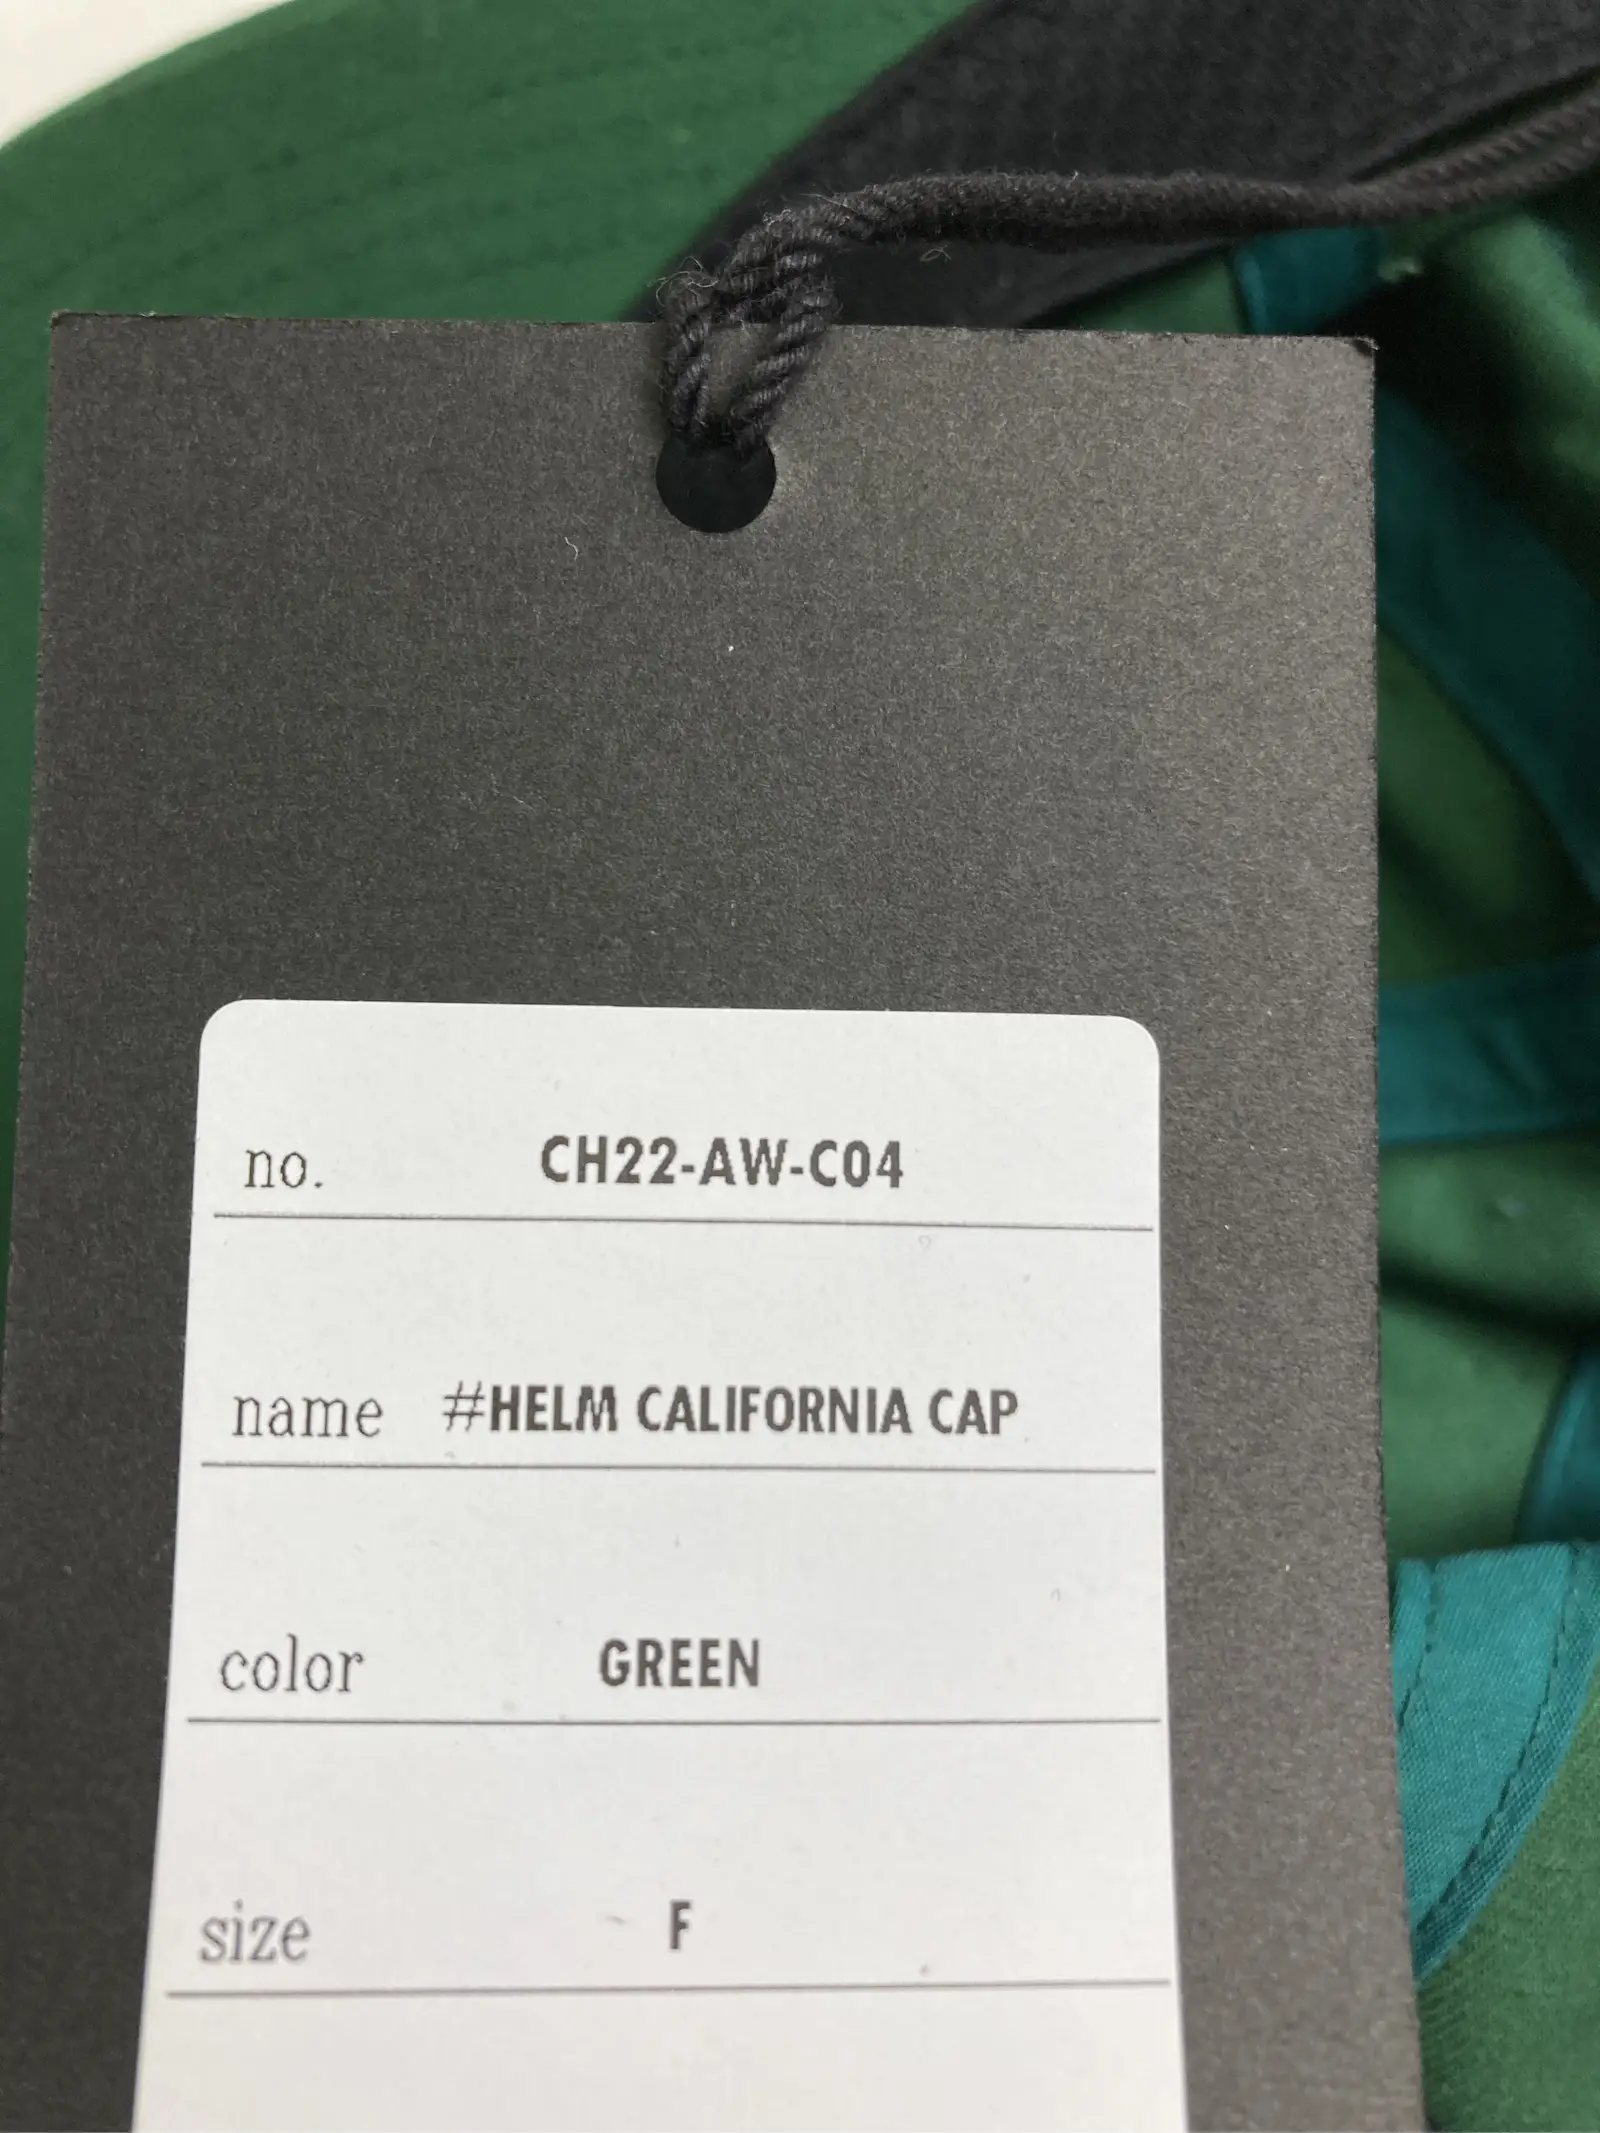 no. CH22-AW-C04
name #HELM CALIFORNIA CAP
color GREEN
size F